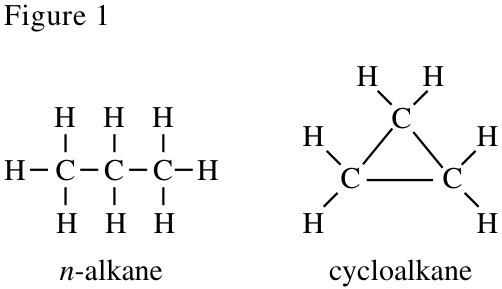 Figure 1
H H
H H H H H
H–C–C–C–H C
C C
H H H H H
n-alkane cycloalkane